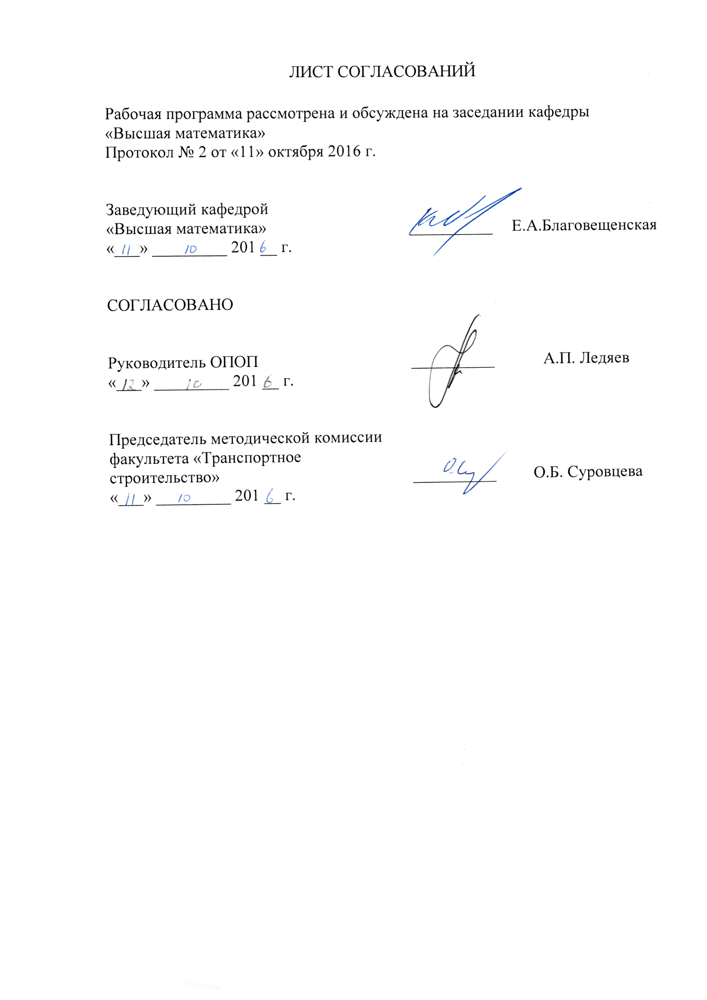 ЛИСТ СОГЛАСОВАНИЙ
Рабочая программа рассмотрена и обсуждена на заседании кафедры
«Высшая математика»
Протокол № 2 от «11» октября 2016 г.
Заведующий кафедрой
«Высшая математика» Е.А.Благовещенская
«11» 10 2016 г.
СОГЛАСОВАНО
Руководитель ОПОП А.П. Ледяев
«12» 10 2016 г.
Председатель методической комиссии
факультета «Транспортное
строительство» О.Б. Суровцева
«11» 10 2016 г.